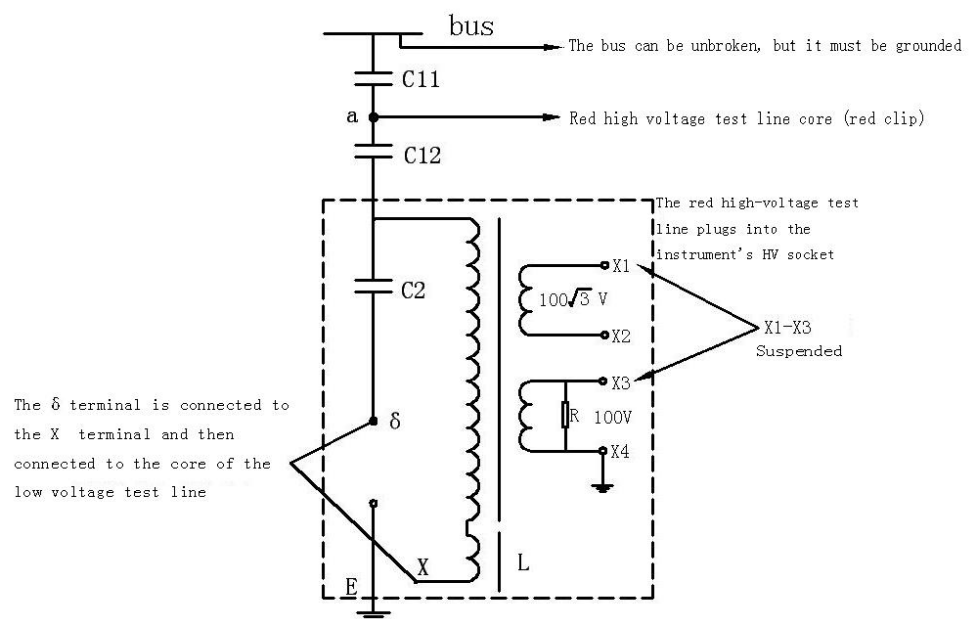 bus
The bus can be unbroken, but it must be grounded
C11
a
Red high voltage test line core (red clip)
C12
The red high-voltage test
line plugs into the
instrument's HV socket
X1
C2
100√3 V
X1-X3
Suspended
X2
X3
The δ terminal is connected to
the X terminal and then
connected to the core of the
low voltage test line
δ
R
100V
X4
X
L
E